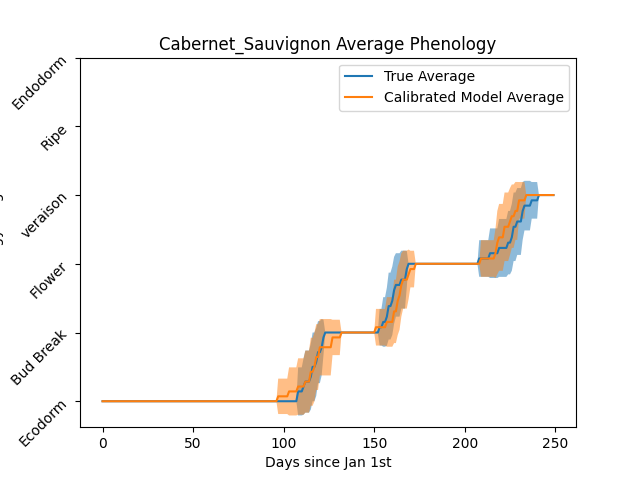 Cabernet_Sauvignon Average Phenology
True Average
Calibrated Model Average
Endodorm
Ripe
veraison
Flower
Bud Break
Ecodorm
0 50 100 150 200 250
Days since Jan 1st